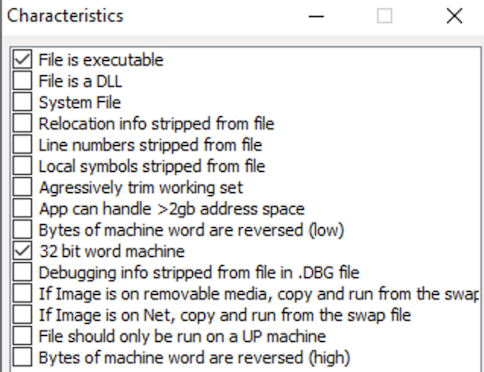 Characteristics
File is executable
File is a DLL
System File
Relocation info stripped from file
Line numbers stripped from file
Local symbols stripped from file
Agressively trim working set
App can handle >2gb address space
Bytes of machine word are reversed (low)
32 bit word machine
Debugging info stripped from file in .DBG file
If Image is on removable media, copy and run from the swap
If Image is on Net, copy and run from the swap file
File should only be run on a UP machine
Bytes of machine word are reversed (high)